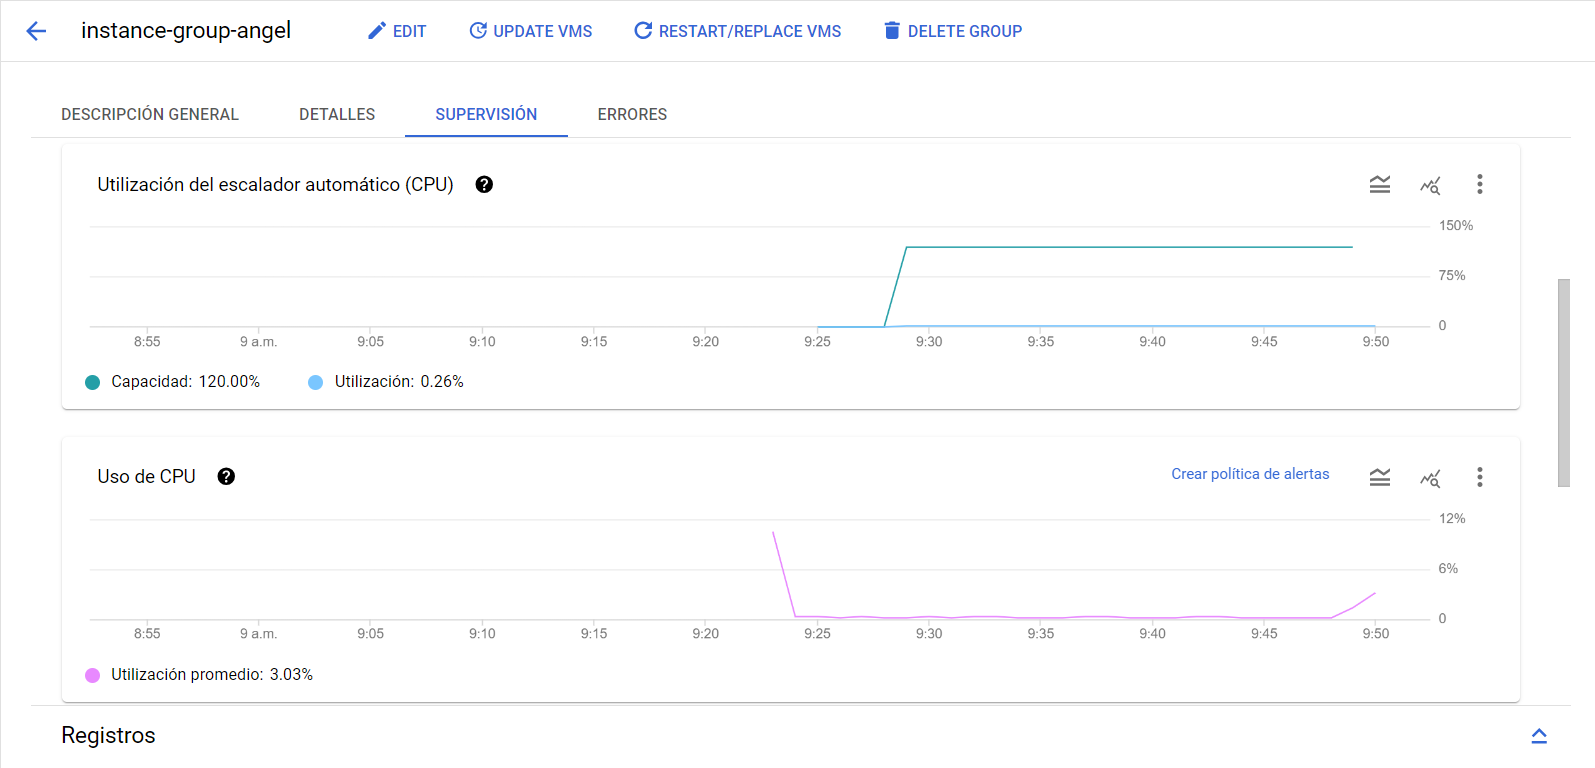 instance-group-angel EDIT UPDATE VMS RESTART/REPLACE VMS DELETE GROUP
DESCRIPCIÓN GENERAL DETALLES SUPERVISIÓN ERRORES
Utilización del escalador automático (CPU)
150%
75%
0
8:55 9 a.m. 9:05 9:10 9:15 9:20 9:25 9:30 9:35 9:40 9:45 9:50
Capacidad: 120.00% Utilización: 0.26%
Uso de CPU Crear política de alertas
12%
6%
0
8:55 9 a.m. 9:05 9:10 9:15 9:20 9:25 9:30 9:35 9:40 9:45 9:50
Utilización promedio: 3.03%
Registros